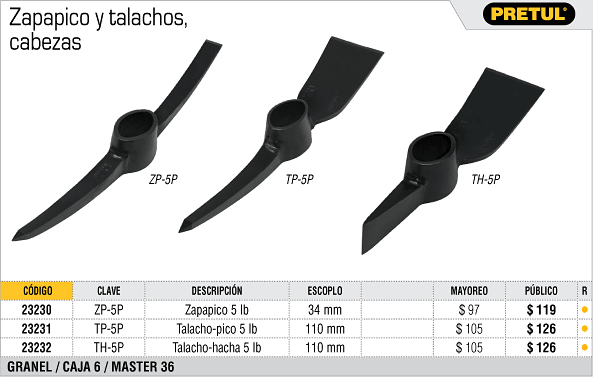 Zapapico y talachos,
cabezas
PRETUL®
ZP-5P
TP-5P
TH-5P
CÓDIGO CLAVE DESCRIPCIÓN ESCOPLO MAYOREO PÚBLICO R
23230 ZP-5P Zapapico 5 lb 34 mm $ 97 $ 119
23231 TP-5P Talacho-pico 5 lb 110 mm $ 105 $ 126
23232 TH-5P Talacho-hacha 5 lb 110 mm $ 105 $ 126
GRANEL / CAJA 6 / MASTER 36